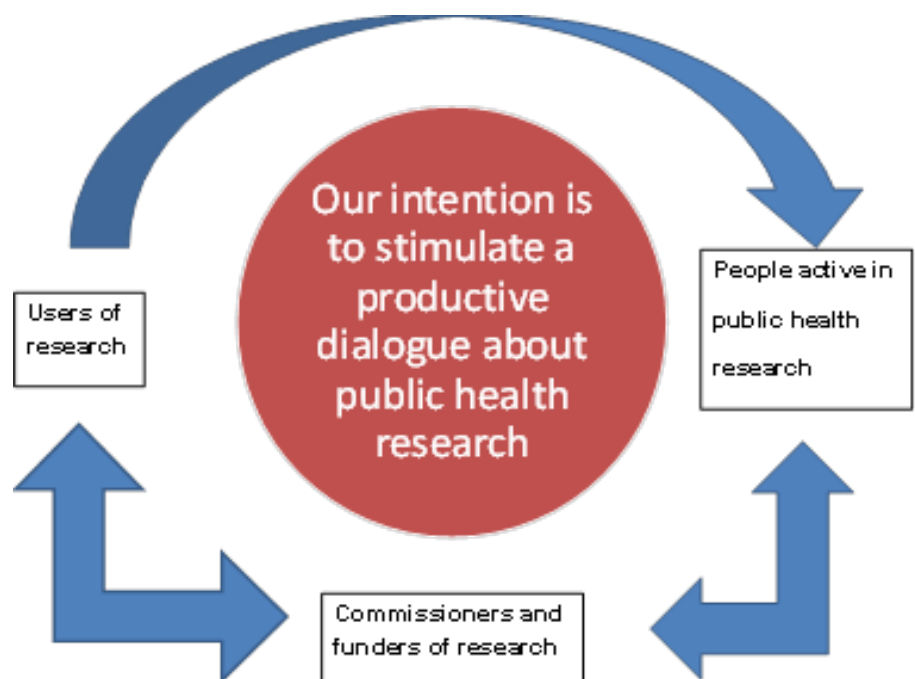 Our intention is
to stimulate a
productive
dialogue about
public health
research
Users of
research
People active in
public health
research
Commissioners and
funders of research